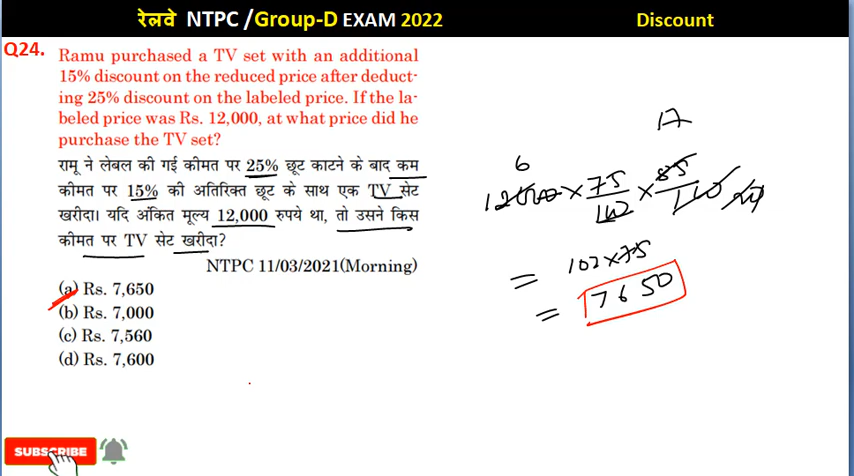 रेलवे NTPC /Group-D EXAM 2022
Discount
Q24.
Ramu purchased a TV set with an additional
15% discount on the reduced price after deduct-
ing 25% discount on the labeled price. If the la-
beled price was Rs. 12,000, at what price did he
purchase the TV set?
रामू ने लेबल की गई कीमत पर 25% छूट काटने के बाद कम
कीमत पर 15% की अतिरिक्त छूट के साथ एक TV सेट
खरीदा। यदि अंकित मूल्य 12,000 रुपये था, तो उसने किस
कीमत पर TV सेट खरीदा?
NTPC 11/03/2021(Morning)
(a) Rs. 7,650
(b) Rs. 7,000
(c) Rs. 7,560
(d) Rs. 7,600
17
6
12000 × 75/100 × 85/100
= 102×75
= 7650
SUBSCRIBE